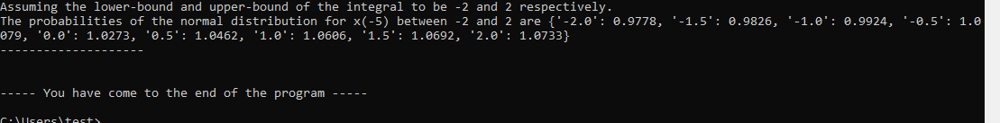 Assuming the lower-bound and upper-bound of the integral to be -2 and 2 respectively.
The probabilities of the normal distribution for x(-5) between -2 and 2 are {'-2.0': 0.9778, '-1.5': 0.9826, '-1.0': 0.9924, '-0.5': 1.0
079, '0.0': 1.0273, '0.5': 1.0462, '1.0': 1.0606, '1.5': 1.0692, '2.0': 1.0733}
--------------------
----- You have come to the end of the program -----
C:\Users\test>